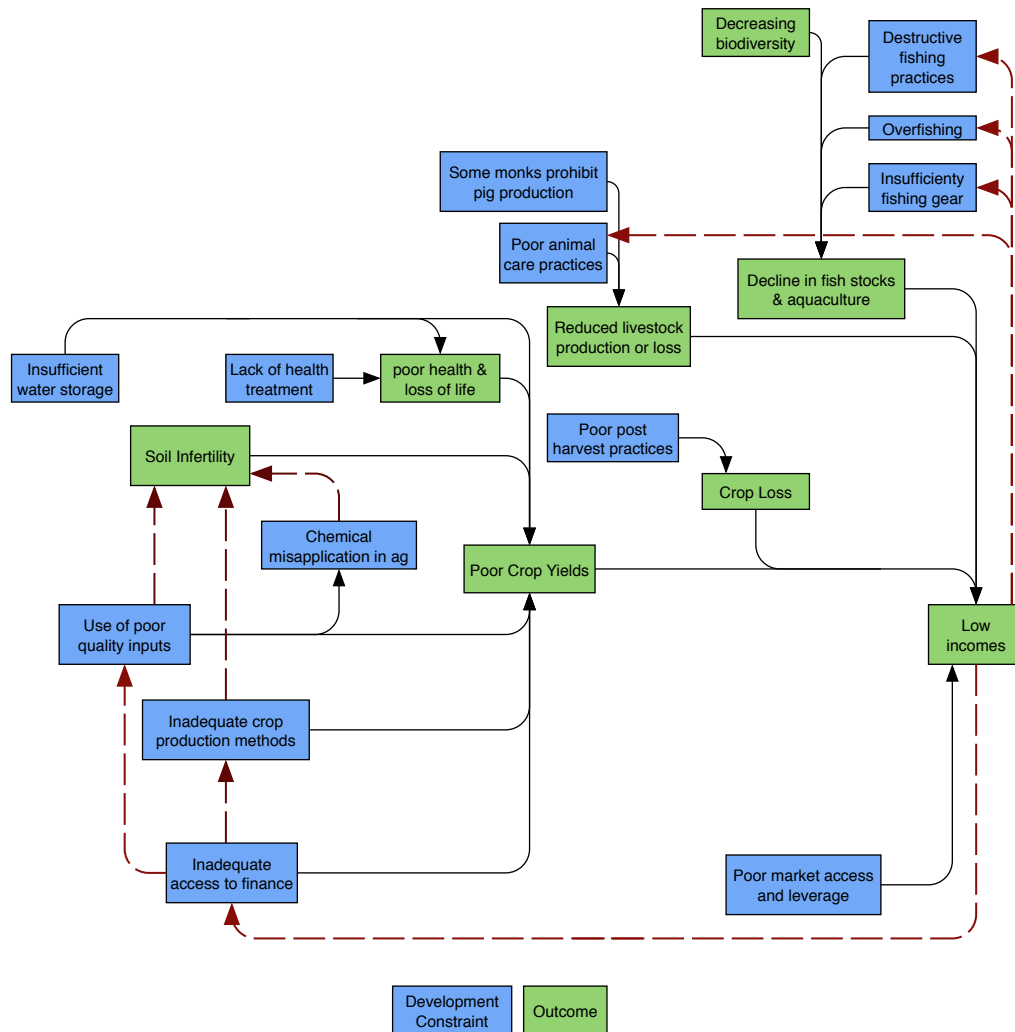 Decreasing
biodiversity
Destructive
fishing
practices
Overfishing
Some monks prohibit
pig production
Insufficienty
fishing gear
Poor animal
care practices
Decline in fish stocks
& aquaculture
Reduced livestock
production or loss
Insufficient
water storage
Lack of health
treatment
poor health &
loss of life
Poor post
harvest practices
Soil Infertility
Crop Loss
Chemical
misapplication in ag
Poor Crop Yields
Use of poor
quality inputs
Low
incomes
Inadequate crop
production methods
Inadequate
access to finance
Poor market access
and leverage
Development
Constraint
Outcome